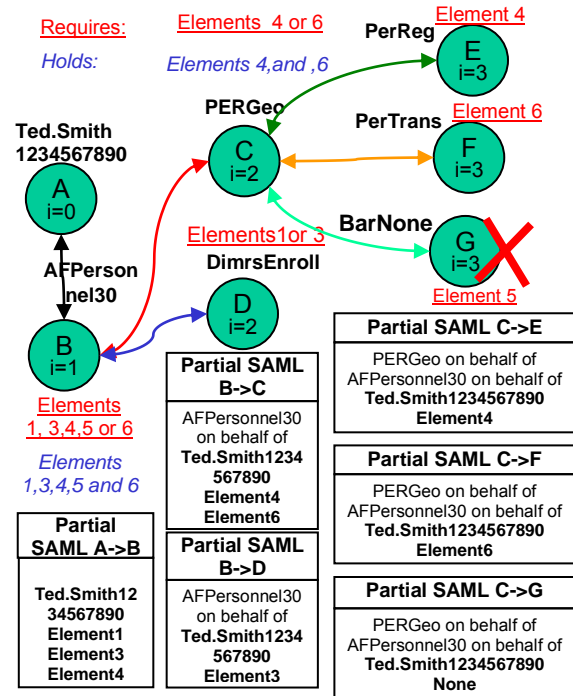 Requires:
Elements 4 or 6
Element 4
Holds:
Elements 4,and ,6
PerReg
E
i=3
PERGeo
C
i=2
PerTrans
Element 6
F
i=3
Ted.Smith
1234567890
A
i=0
BarNone
G
i=3
Element 5
AFPerson
nel30
B
i=1
Elements1or 3
DimrsEnroll
D
i=2
Elements
1, 3,4,5 or 6
Elements
1,3,4,5 and 6
Partial
SAML A->B
Ted.Smith12
34567890
Element1
Element3
Element4
Partial SAML
B->C
AFPersonnel30
on behalf of
Ted.Smith1234
567890
Element4
Element6
Partial SAML
B->D
AFPersonnel30
on behalf of
Ted.Smith1234
567890
Element3
Partial SAML C->E
PERGeo on behalf of
AFPersonnel30 on behalf of
Ted.Smith1234567890
Element4
Partial SAML C->F
PERGeo on behalf of
AFPersonnel30 on behalf of
Ted.Smith1234567890
Element6
Partial SAML C->G
PERGeo on behalf of
AFPersonnel30 on behalf of
Ted.Smith1234567890
None